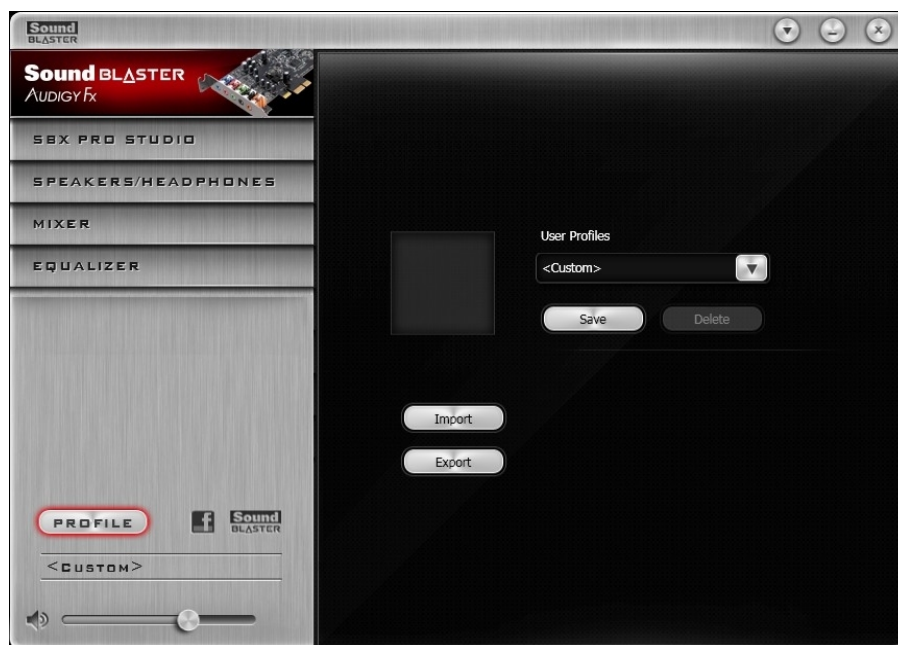 Sound
BLASTER
Sound BLASTER
AUDIGY FX
SBX PRO STUDIO
SPEAKERS/HEADPHONES
MIXER
EQUALIZER
User Profiles
<Custom>
Save
Delete
Import
Export
PROFILE
f
Sound
BLASTER
<CUSTOM>